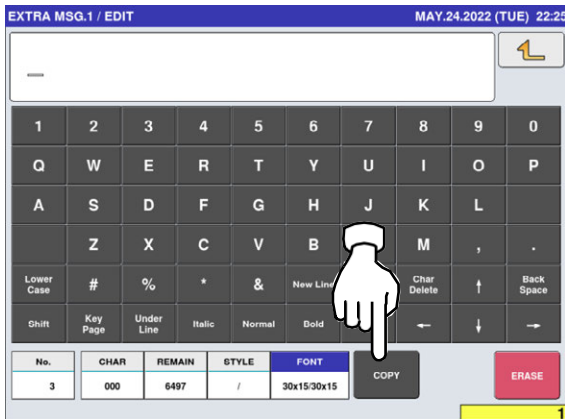 EXTRA MSG.1 / EDIT MAY.24.2022 (TUE) 22:25
1 2 3 4 5 6 7 8 9 0
Q W E R T Y U I O P
A S D F G H J K L
Z X C V B M , .
Lower Case # % * & New Line Char Delete ↑ Back Space
Shift Key Page Under Line Italic Normal Bold ← ↓ →
No. CHAR REMAIN STYLE FONT COPY ERASE
3 000 6497 / 30x15/30x15
1